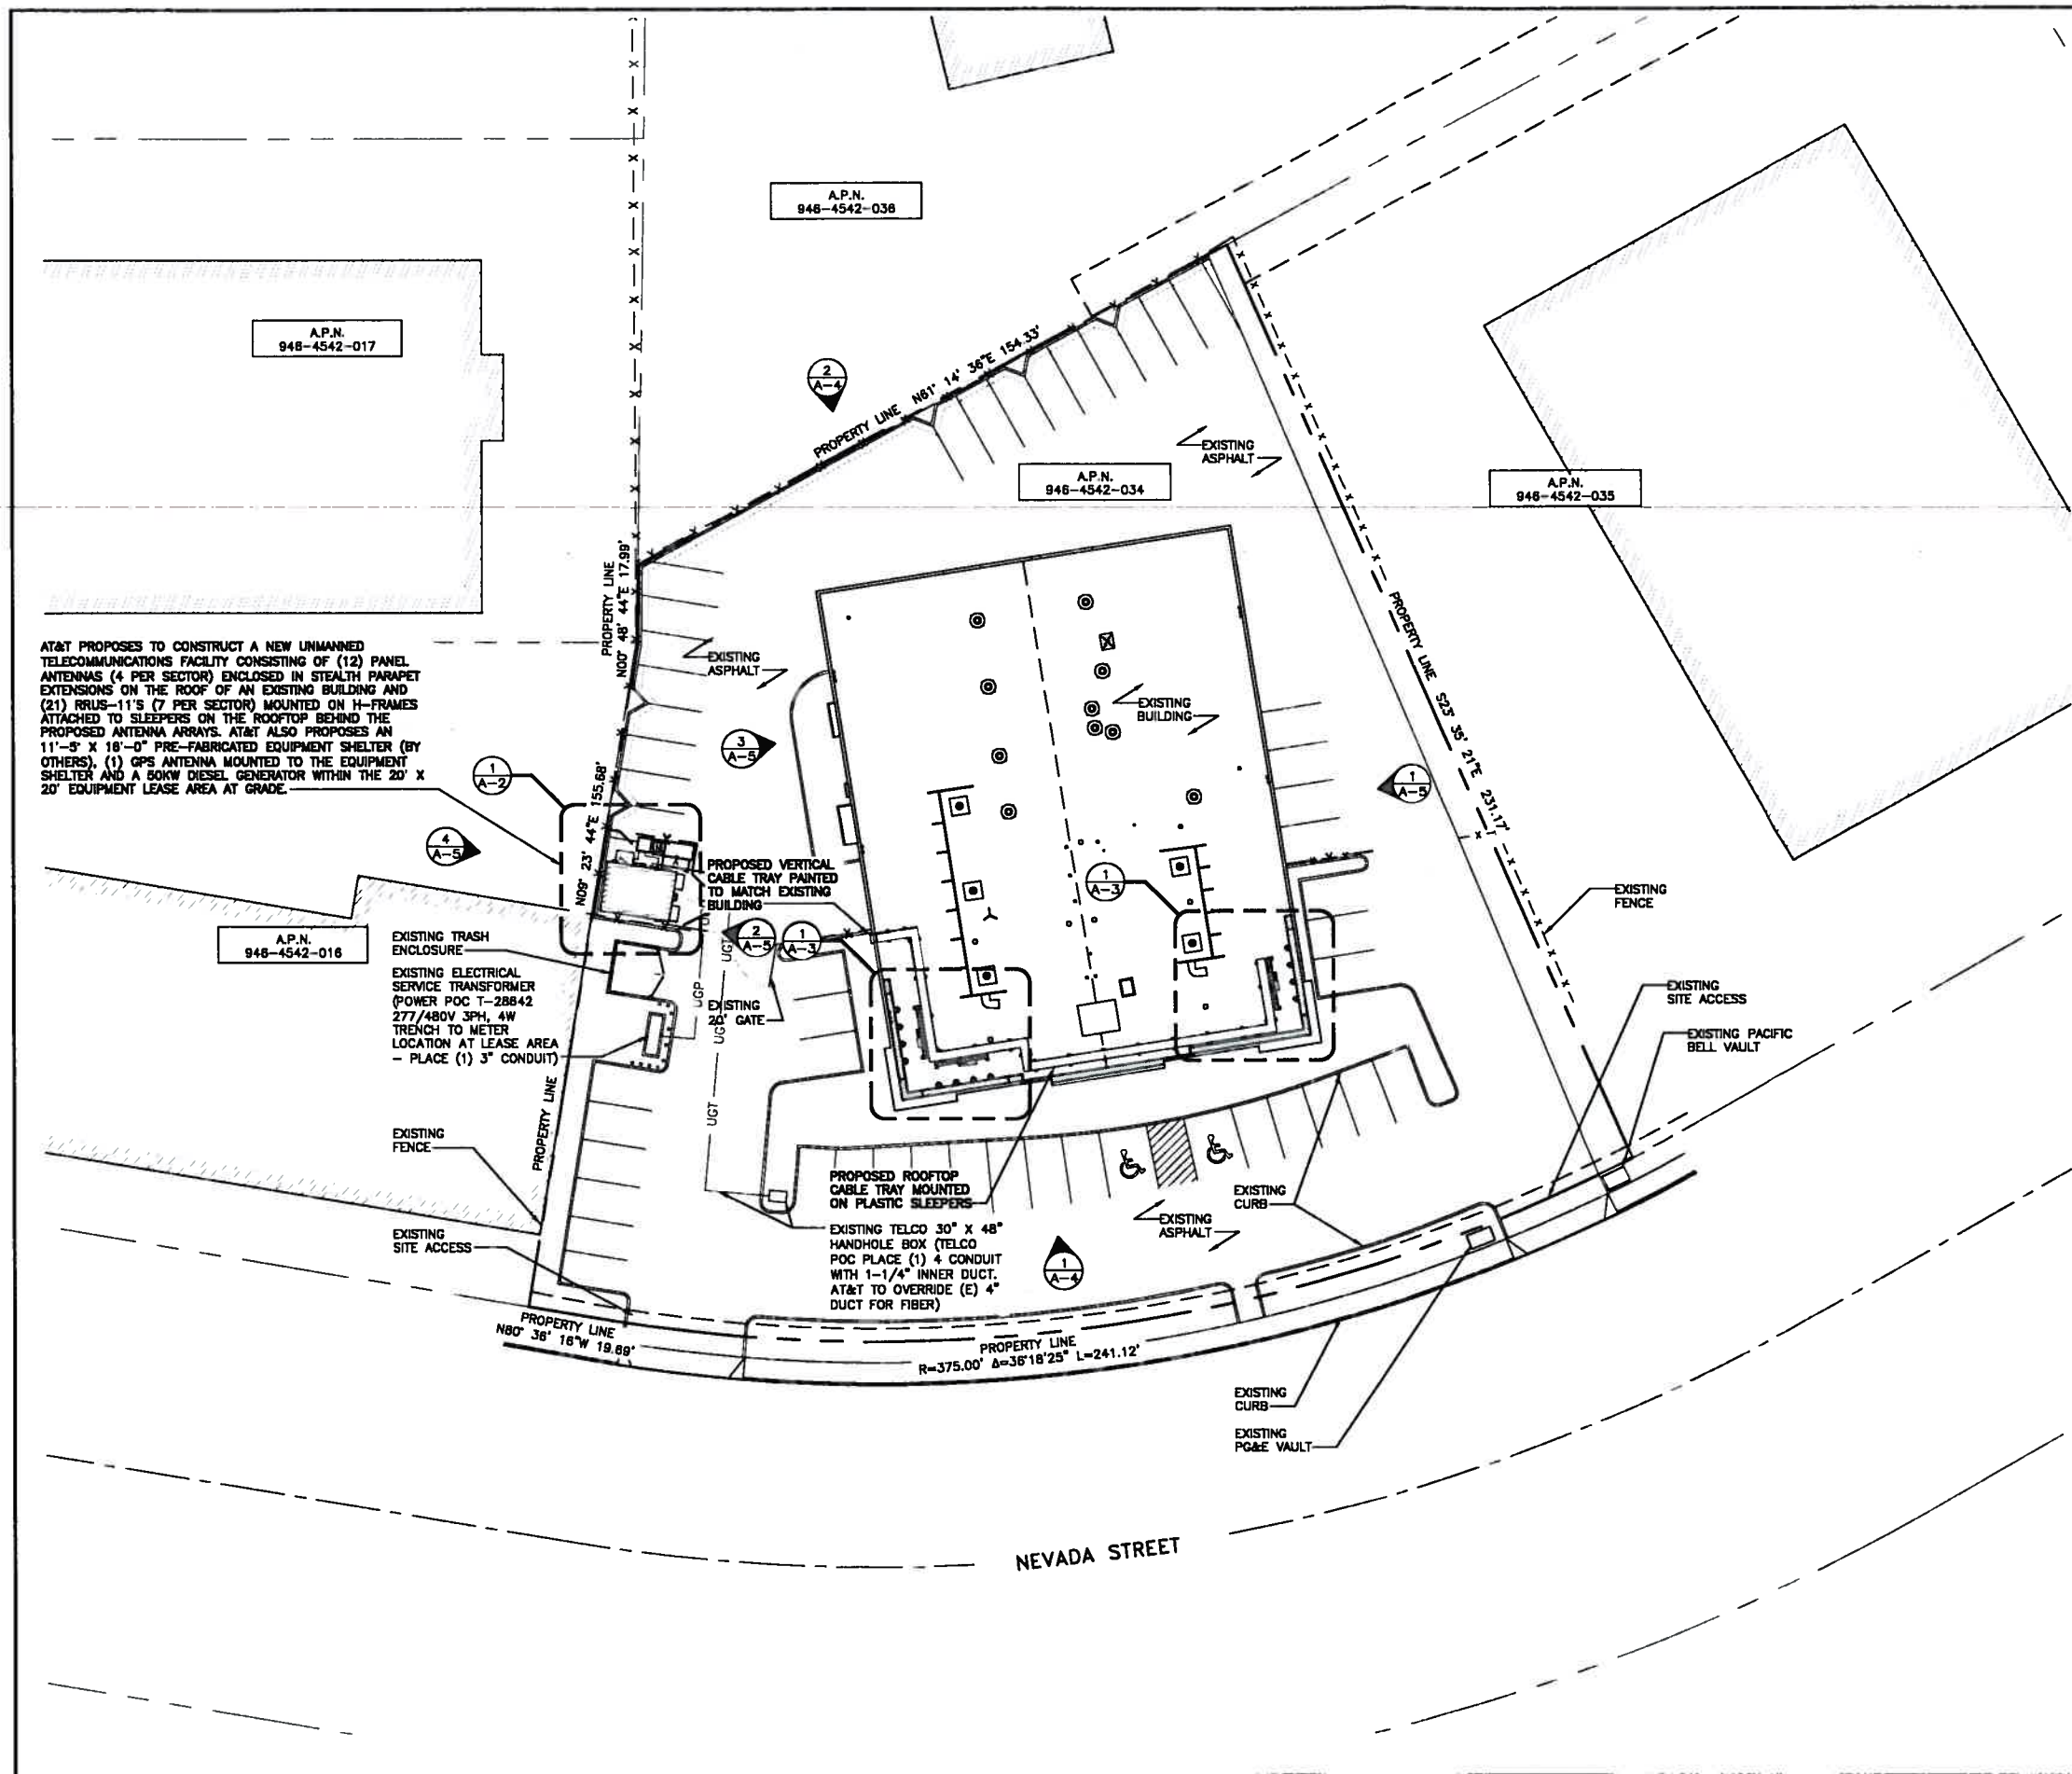 A.P.N.
946-4542-036
A.P.N.
946-4542-017
PROPERTY LINE N61° 14' 36"E 154.33'
2
A-4
EXISTING
ASPHALT
A.P.N.
946-4542-034
A.P.N.
946-4542-035
PROPERTY LINE
N00° 48' 44"E 17.99'
AT&T PROPOSES TO CONSTRUCT A NEW UNMANNED
TELECOMMUNICATIONS FACILITY CONSISTING OF (12) PANEL
ANTENNAS (4 PER SECTOR) ENCLOSED IN STEALTH PARAPET
EXTENSIONS ON THE ROOF OF AN EXISTING BUILDING AND
(21) RRUS-11'S (7 PER SECTOR) MOUNTED ON H-FRAMES
ATTACHED TO SLEEPERS ON THE ROOFTOP BEHIND THE
PROPOSED ANTENNA ARRAYS. AT&T ALSO PROPOSES AN
11'-5" X 16'-0" PRE-FABRICATED EQUIPMENT SHELTER (BY
OTHERS), (1) GPS ANTENNA MOUNTED TO THE EQUIPMENT
SHELTER AND A 50KW DIESEL GENERATOR WITHIN THE 20' X
20' EQUIPMENT LEASE AREA AT GRADE.
EXISTING
ASPHALT
EXISTING
BUILDING
PROPERTY LINE S23° 35' 21"E 231.17'
3
A-5
1
A-2
1
A-5
4
A-5
N09° 23' 44"E 155.68'
PROPOSED VERTICAL
CABLE TRAY PAINTED
TO MATCH EXISTING
BUILDING
1
A-3
EXISTING
FENCE
A.P.N.
946-4542-016
EXISTING TRASH
ENCLOSURE
2
A-5
1
A-3
UGT
EXISTING ELECTRICAL
SERVICE TRANSFORMER
(POWER POC T-28642
277/480V 3PH, 4W
TRENCH TO METER
LOCATION AT LEASE AREA
- PLACE (1) 3" CONDUIT)
UGP
EXISTING
20' GATE
UGT
EXISTING
SITE ACCESS
EXISTING PACIFIC
BELL VAULT
PROPERTY LINE
UGT
EXISTING
FENCE
PROPOSED ROOFTOP
CABLE TRAY MOUNTED
ON PLASTIC SLEEPERS
EXISTING
CURB
EXISTING
ASPHALT
EXISTING
SITE ACCESS
EXISTING TELCO 30" X 48"
HANDHOLE BOX (TELCO
POC PLACE (1) 4 CONDUIT
WITH 1-1/4" INNER DUCT.
AT&T TO OVERRIDE (E) 4"
DUCT FOR FIBER)
1
A-4
PROPERTY LINE
N80° 36' 16"W 19.69'
PROPERTY LINE
R=375.00' Δ=36°18'25" L=241.12'
EXISTING
CURB
EXISTING
PG&E VAULT
NEVADA STREET